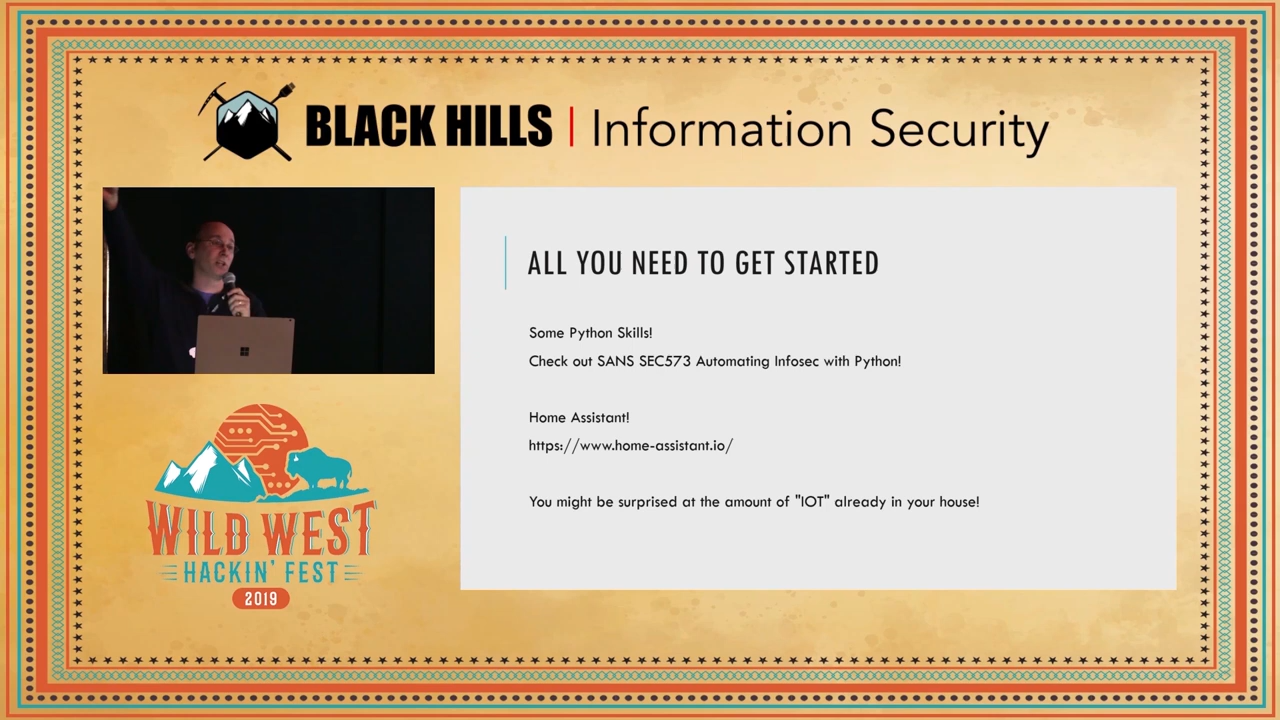 BLACK HILLS | Information Security
ALL YOU NEED TO GET STARTED
Some Python Skills!
Check out SANS SEC573 Automating Infosec with Python!
Home Assistant!
https://www.home-assistant.io/
You might be surprised at the amount of "IOT" already in your house!
WILD WEST
HACKIN' FEST
2019